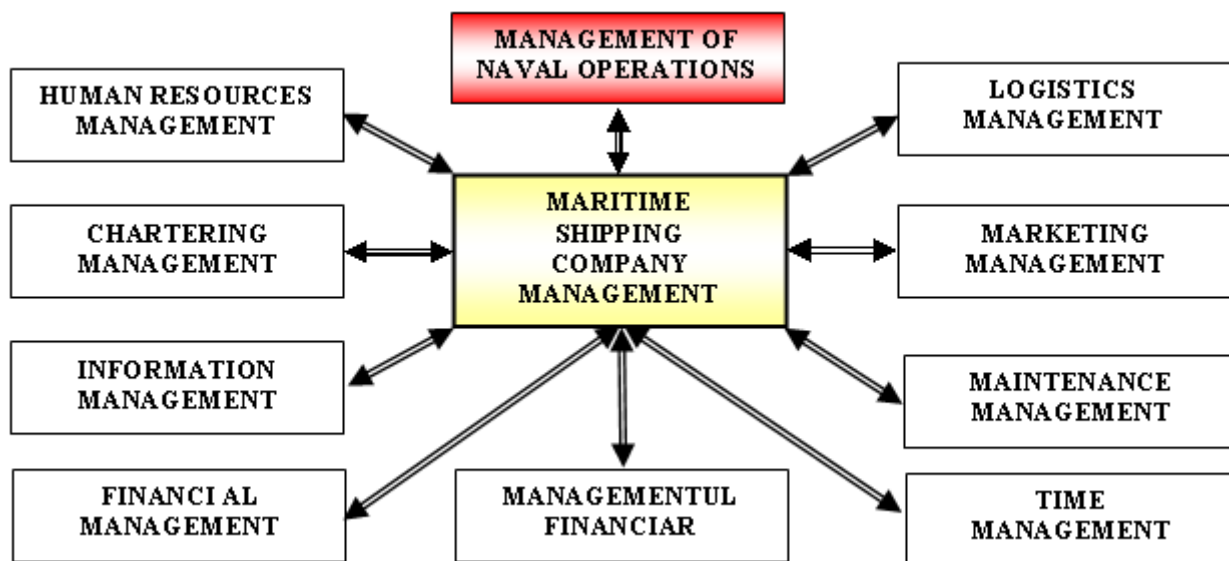 MANAGEMENT OF
NAVAL OPERATIONS
HUMAN RESOURCES
MANAGEMENT
LOGISTICS
MANAGEMENT
MARITIME
SHIPPING
COMPANY
MANAGEMENT
CHARTERING
MANAGEMENT
MARKETING
MANAGEMENT
INFORMATION
MANAGEMENT
MAINTENANCE
MANAGEMENT
FINANCI AL
MANAGEMENT
MANAGEMENTUL
FINANCIAR
TIME
MANAGEMENT